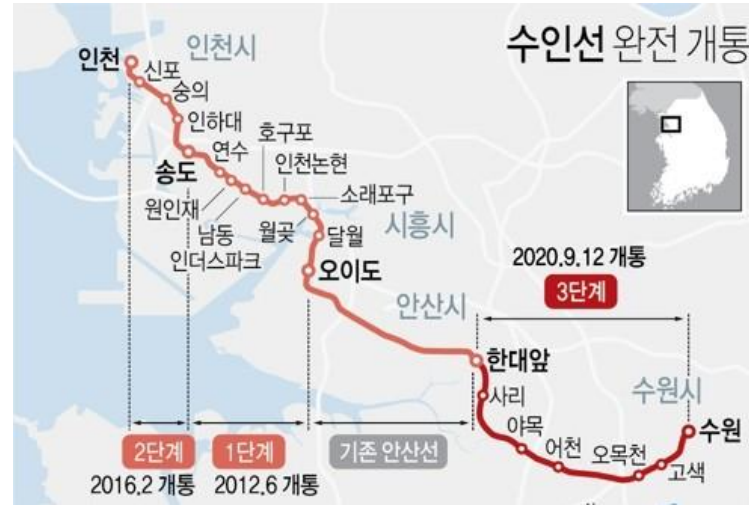 수인선 완전 개통
인천시
인천
신포
숭의
인하대
송도
연수
호구포
인천논현
소래포구
원인재
남동
인더스파크
월곶
달월
시흥시
오이도
안산시
2020.9.12 개통
3단계
한대앞
사리
야목
어천
오목천
고색
수원
수원시
2단계
2016.2 개통
1단계
2012.6 개통
기존 안산선